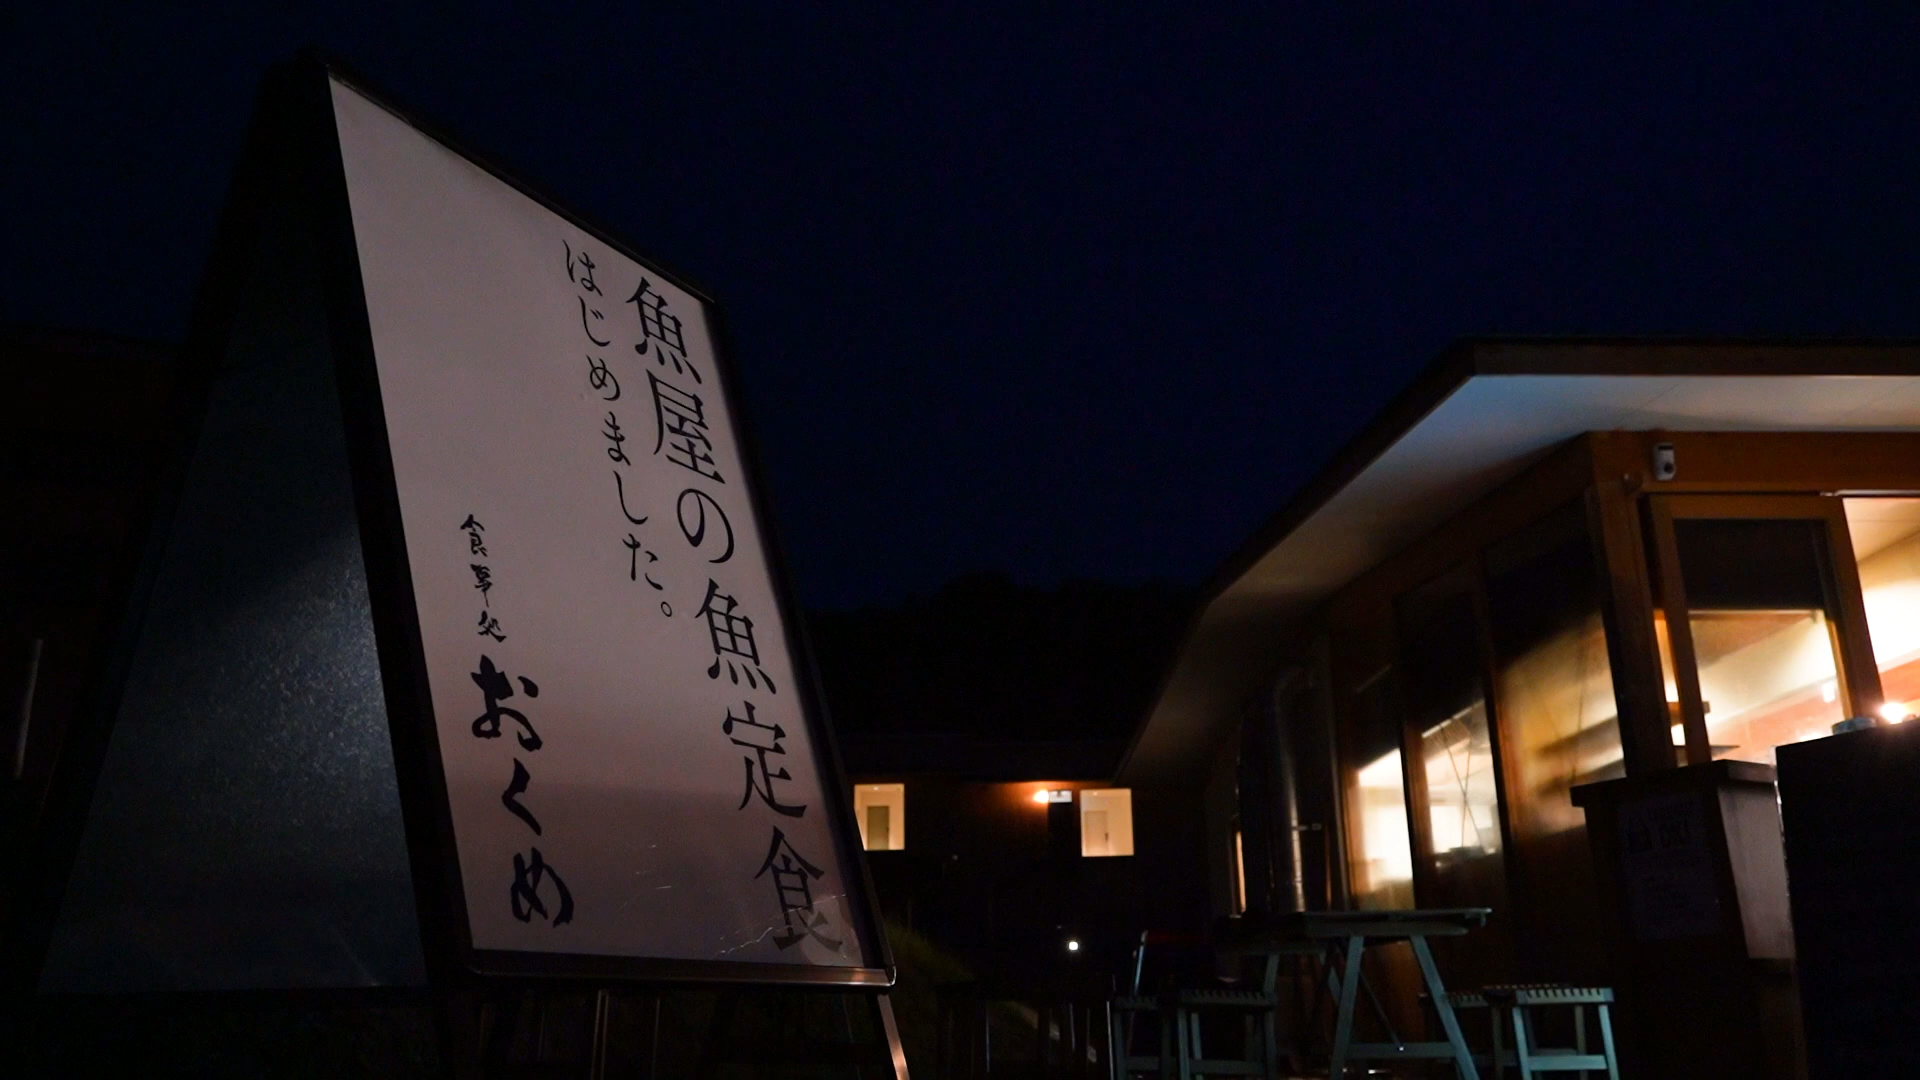 魚屋の魚定食
はじめました。
食事処
おくめ